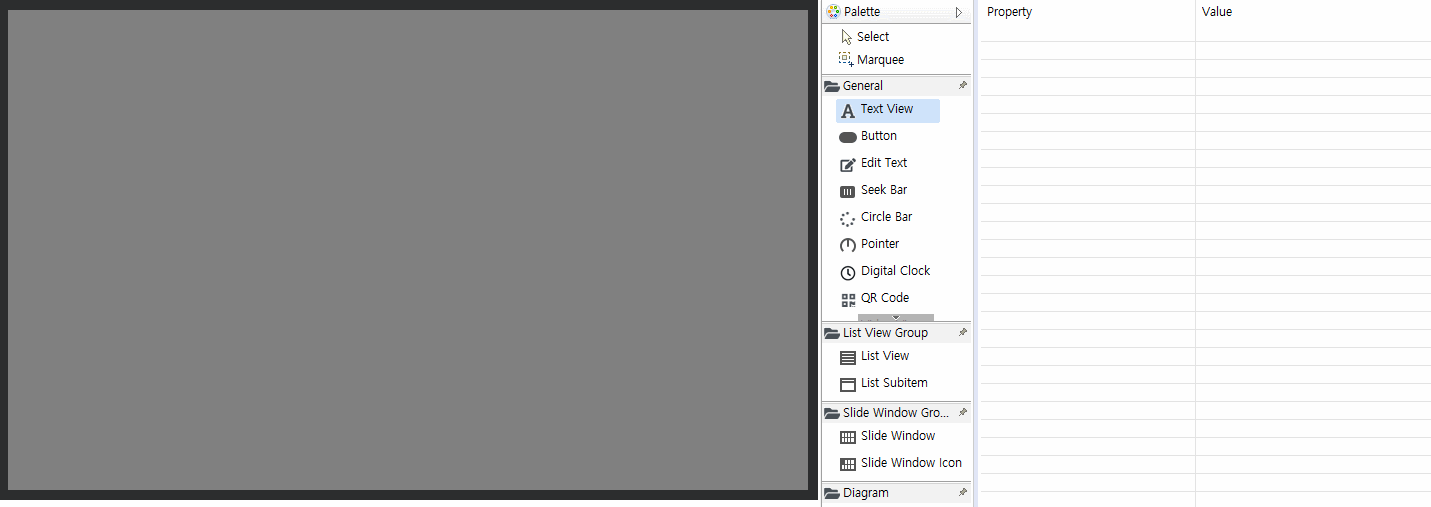 Palette
Select
Marquee
General
Text View
Button
Edit Text
Seek Bar
Circle Bar
Pointer
Digital Clock
QR Code
List View Group
List View
List Subitem
Slide Window Gro...
Slide Window
Slide Window Icon
Diagram
Property Value